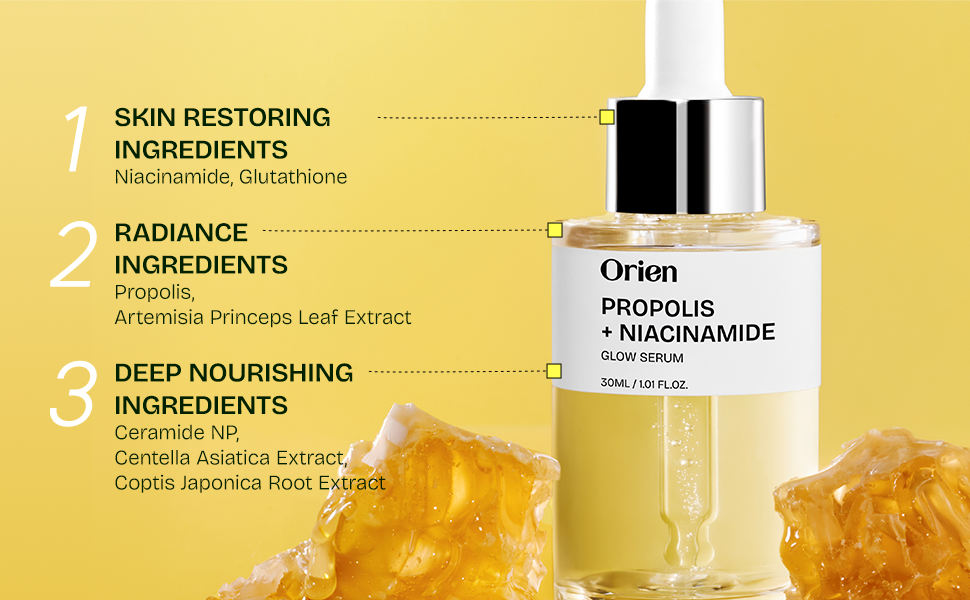 1
SKIN RESTORING
INGREDIENTS
Niacinamide, Glutathione
2
RADIANCE
INGREDIENTS
Propolis,
Artemisia Princeps Leaf Extract
3
DEEP NOURISHING
INGREDIENTS
Ceramide NP,
Centella Asiatica Extract,
Coptis Japonica Root Extract
Orien
PROPOLIS
+ NIACINAMIDE
GLOW SERUM
30ML / 1.01 FL.OZ.